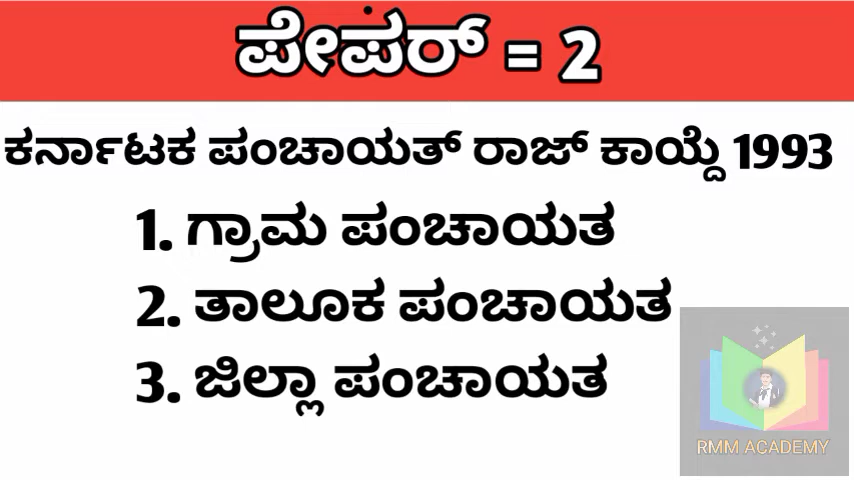 ಪೇಪರ್ = 2
ಕರ್ನಾಟಕ ಪಂಚಾಯತ್ ರಾಜ್ ಕಾಯ್ದೆ 1993
1. ಗ್ರಾಮ ಪಂಚಾಯತ
2. ತಾಲೂಕ ಪಂಚಾಯತ
3. ಜಿಲ್ಲಾ ಪಂಚಾಯತ
RMM ACADEMY